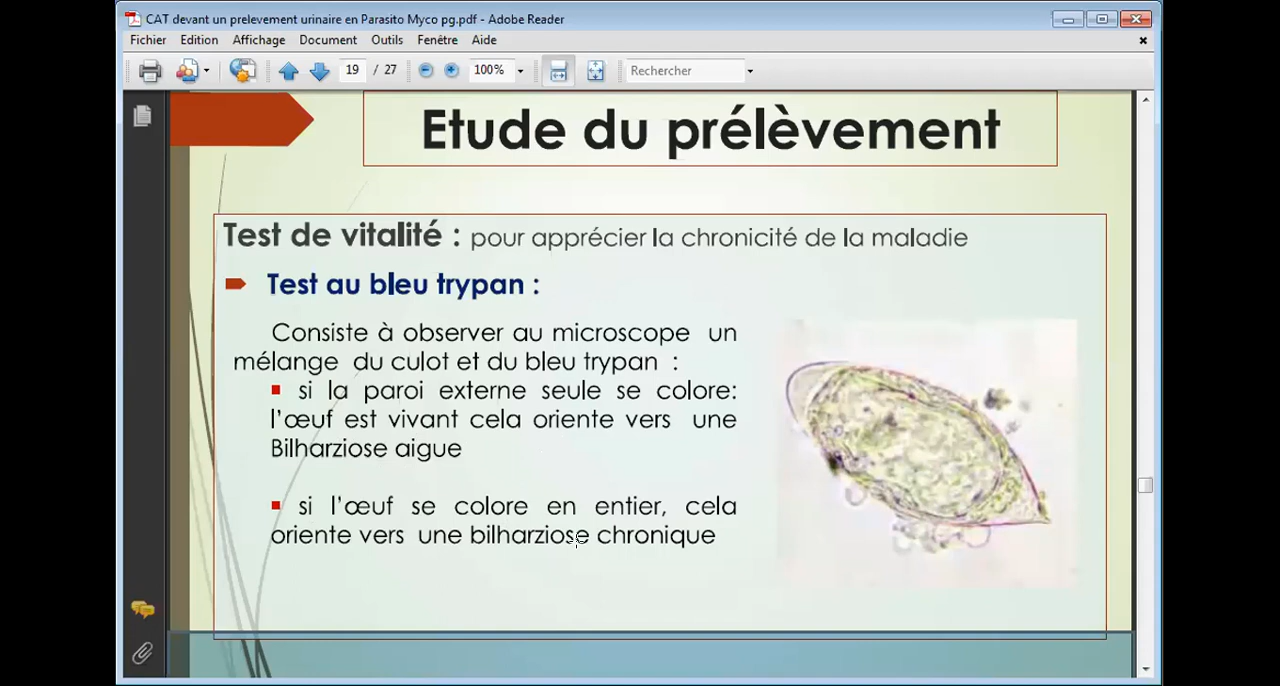 CAT devant un prelevement urinaire en Parasito Myco pg.pdf - Adobe Reader
Fichier Edition Affichage Document Outils Fenêtre Aide
19 / 27 100% Rechercher
Etude du prélèvement
Test de vitalité : pour apprécier la chronicité de la maladie
Test au bleu trypan :
Consiste à observer au microscope un
mélange du culot et du bleu trypan :
si la paroi externe seule se colore:
l’œuf est vivant cela oriente vers une
Bilharziose aigue
si l’œuf se colore en entier, cela
oriente vers une bilharziose chronique